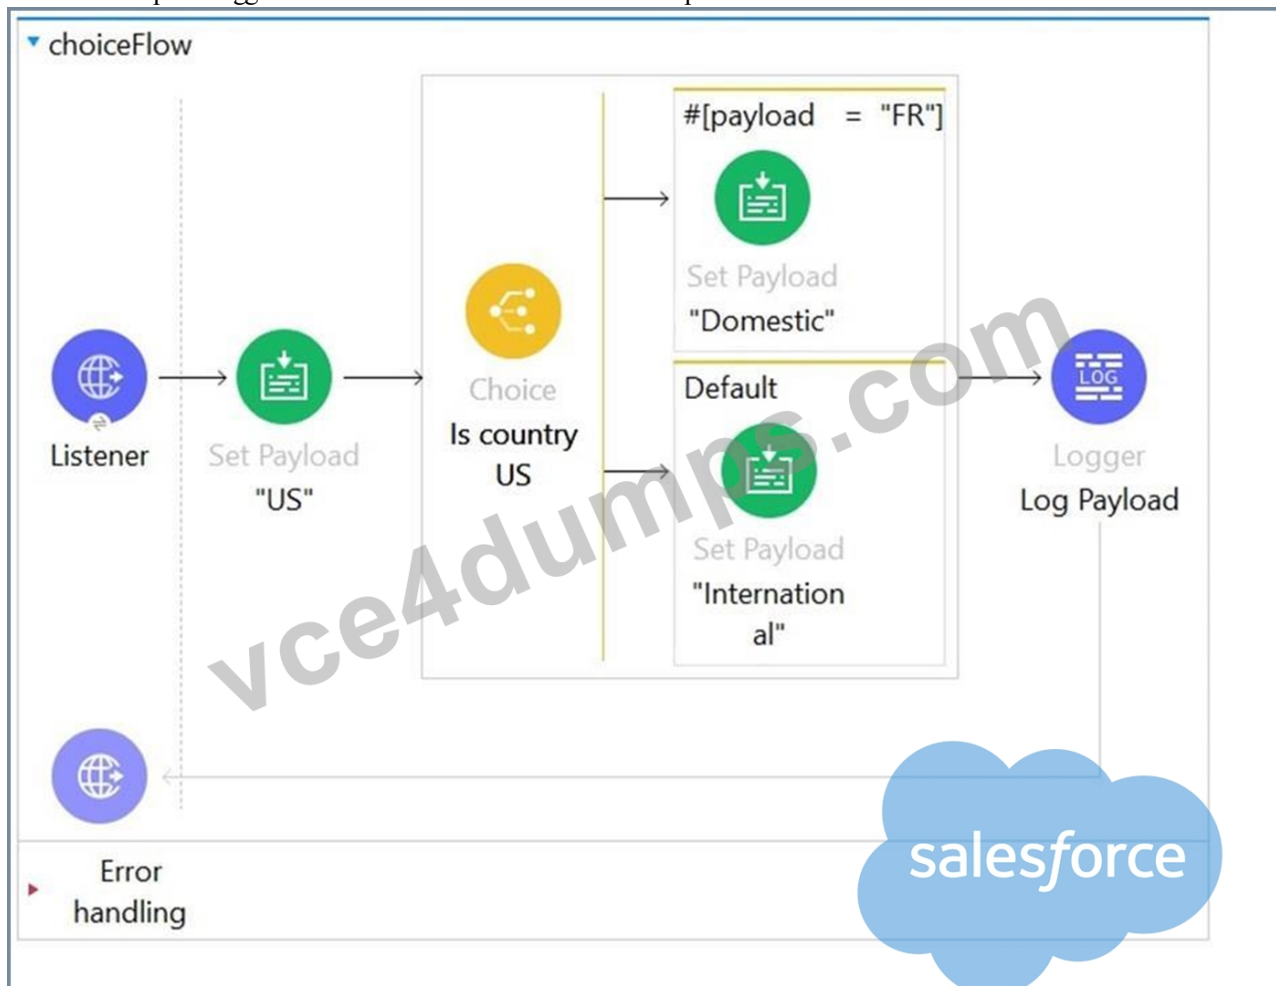 choiceFlow
#[payload = "FR"]
Set Payload
"Domestic"
Choice
Is country
US
Default
Set Payload
"Internation
al"
Listener
Set Payload
"US"
LOG
Logger
Log Payload
Error
handling
vce4dumps.com
salesforce